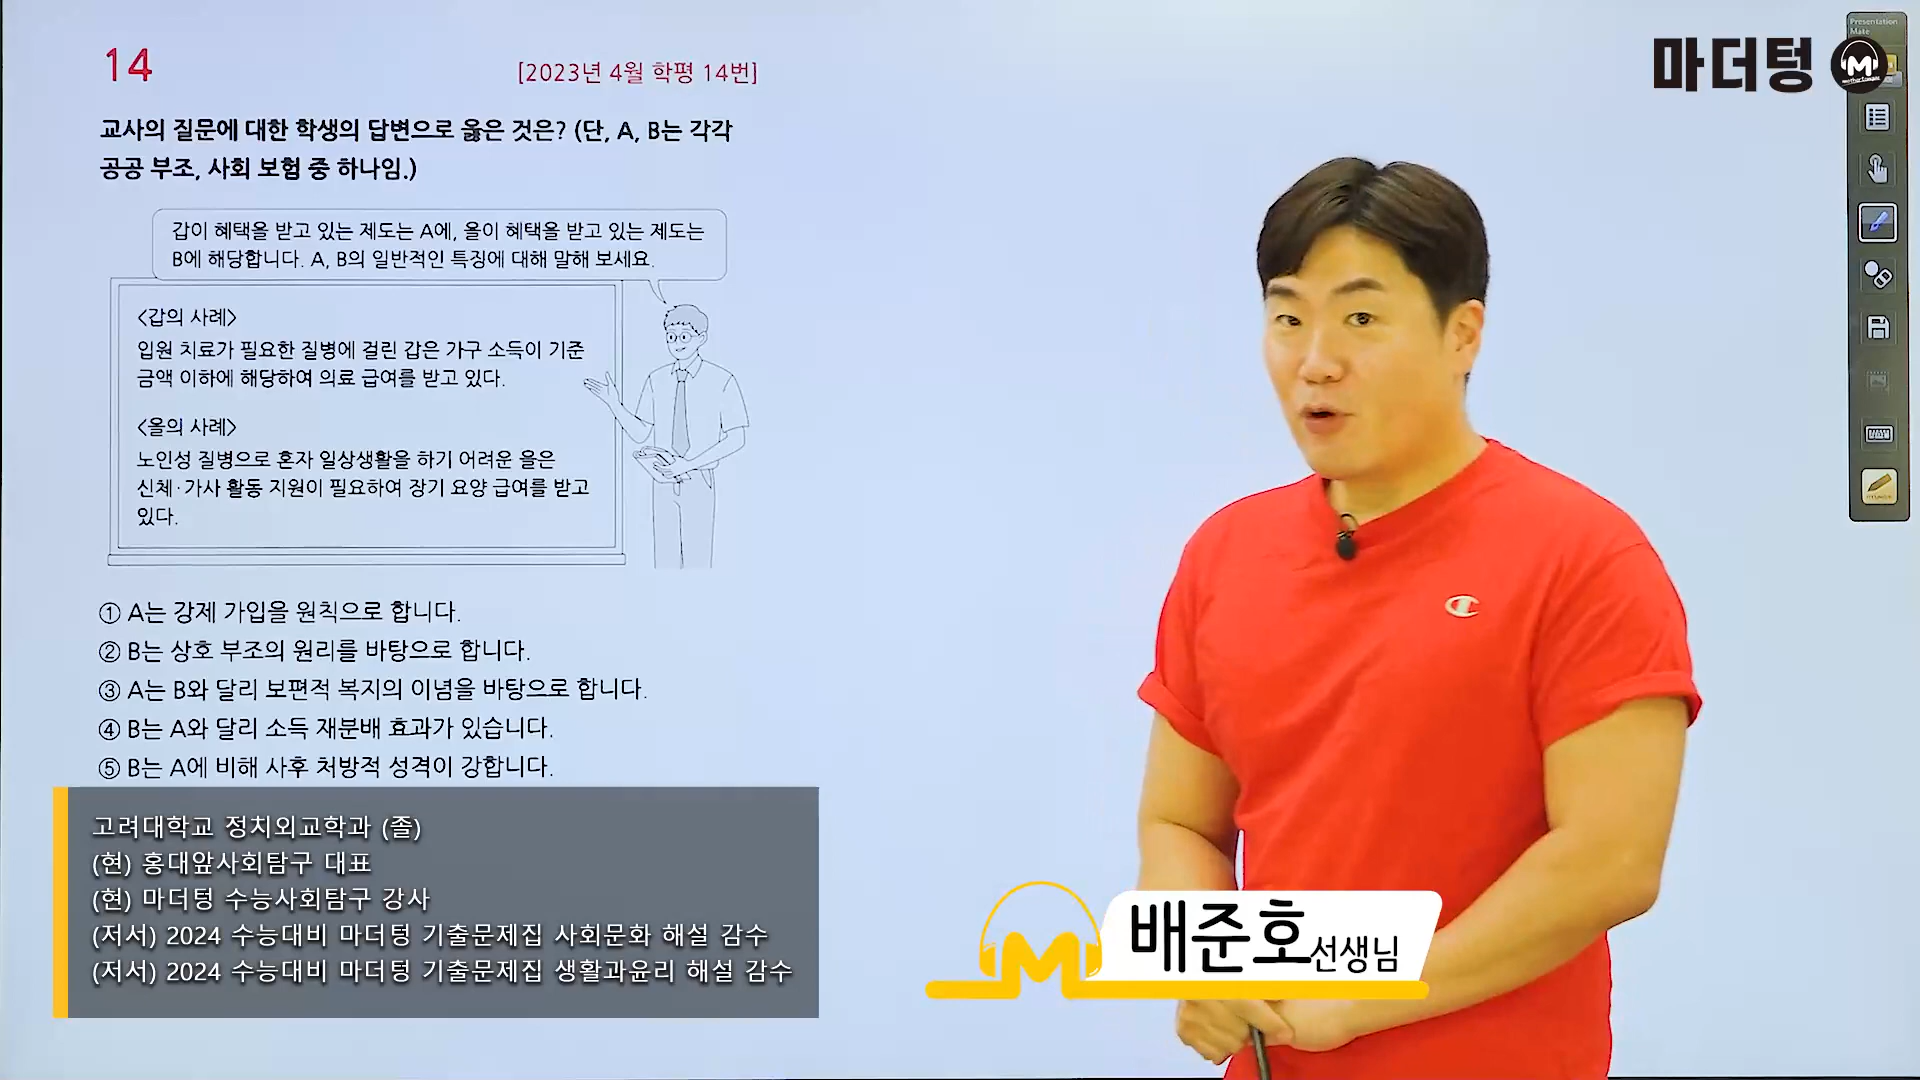 14
[2023년 4월 학평 14번]
교사의 질문에 대한 학생의 답변으로 옳은 것은? (단, A, B는 각각
공공 부조, 사회 보험 중 하나임.)
갑이 혜택을 받고 있는 제도는 A에, 을이 혜택을 받고 있는 제도는
B에 해당합니다. A, B의 일반적인 특징에 대해 말해 보세요.
<갑의 사례>
입원 치료가 필요한 질병에 걸린 갑은 가구 소득이 기준
금액 이하에 해당하여 의료 급여를 받고 있다.
<을의 사례>
노인성 질병으로 혼자 일상생활을 하기 어려운 을은
신체·가사 활동 지원이 필요하여 장기 요양 급여를 받고
있다.
① A는 강제 가입을 원칙으로 합니다.
② B는 상호 부조의 원리를 바탕으로 합니다.
③ A는 B와 달리 보편적 복지의 이념을 바탕으로 합니다.
④ B는 A와 달리 소득 재분배 효과가 있습니다.
⑤ B는 A에 비해 사후 처방적 성격이 강합니다.
고려대학교 정치외교학과 (졸)
(현) 홍대앞사회탐구 대표
(현) 마더텅 수능사회탐구 강사
(저서) 2024 수능대비 마더텅 기출문제집 사회문화 해설 감수
(저서) 2024 수능대비 마더텅 기출문제집 생활과윤리 해설 감수
배준호선생님
마더텅
Presentation
Mate